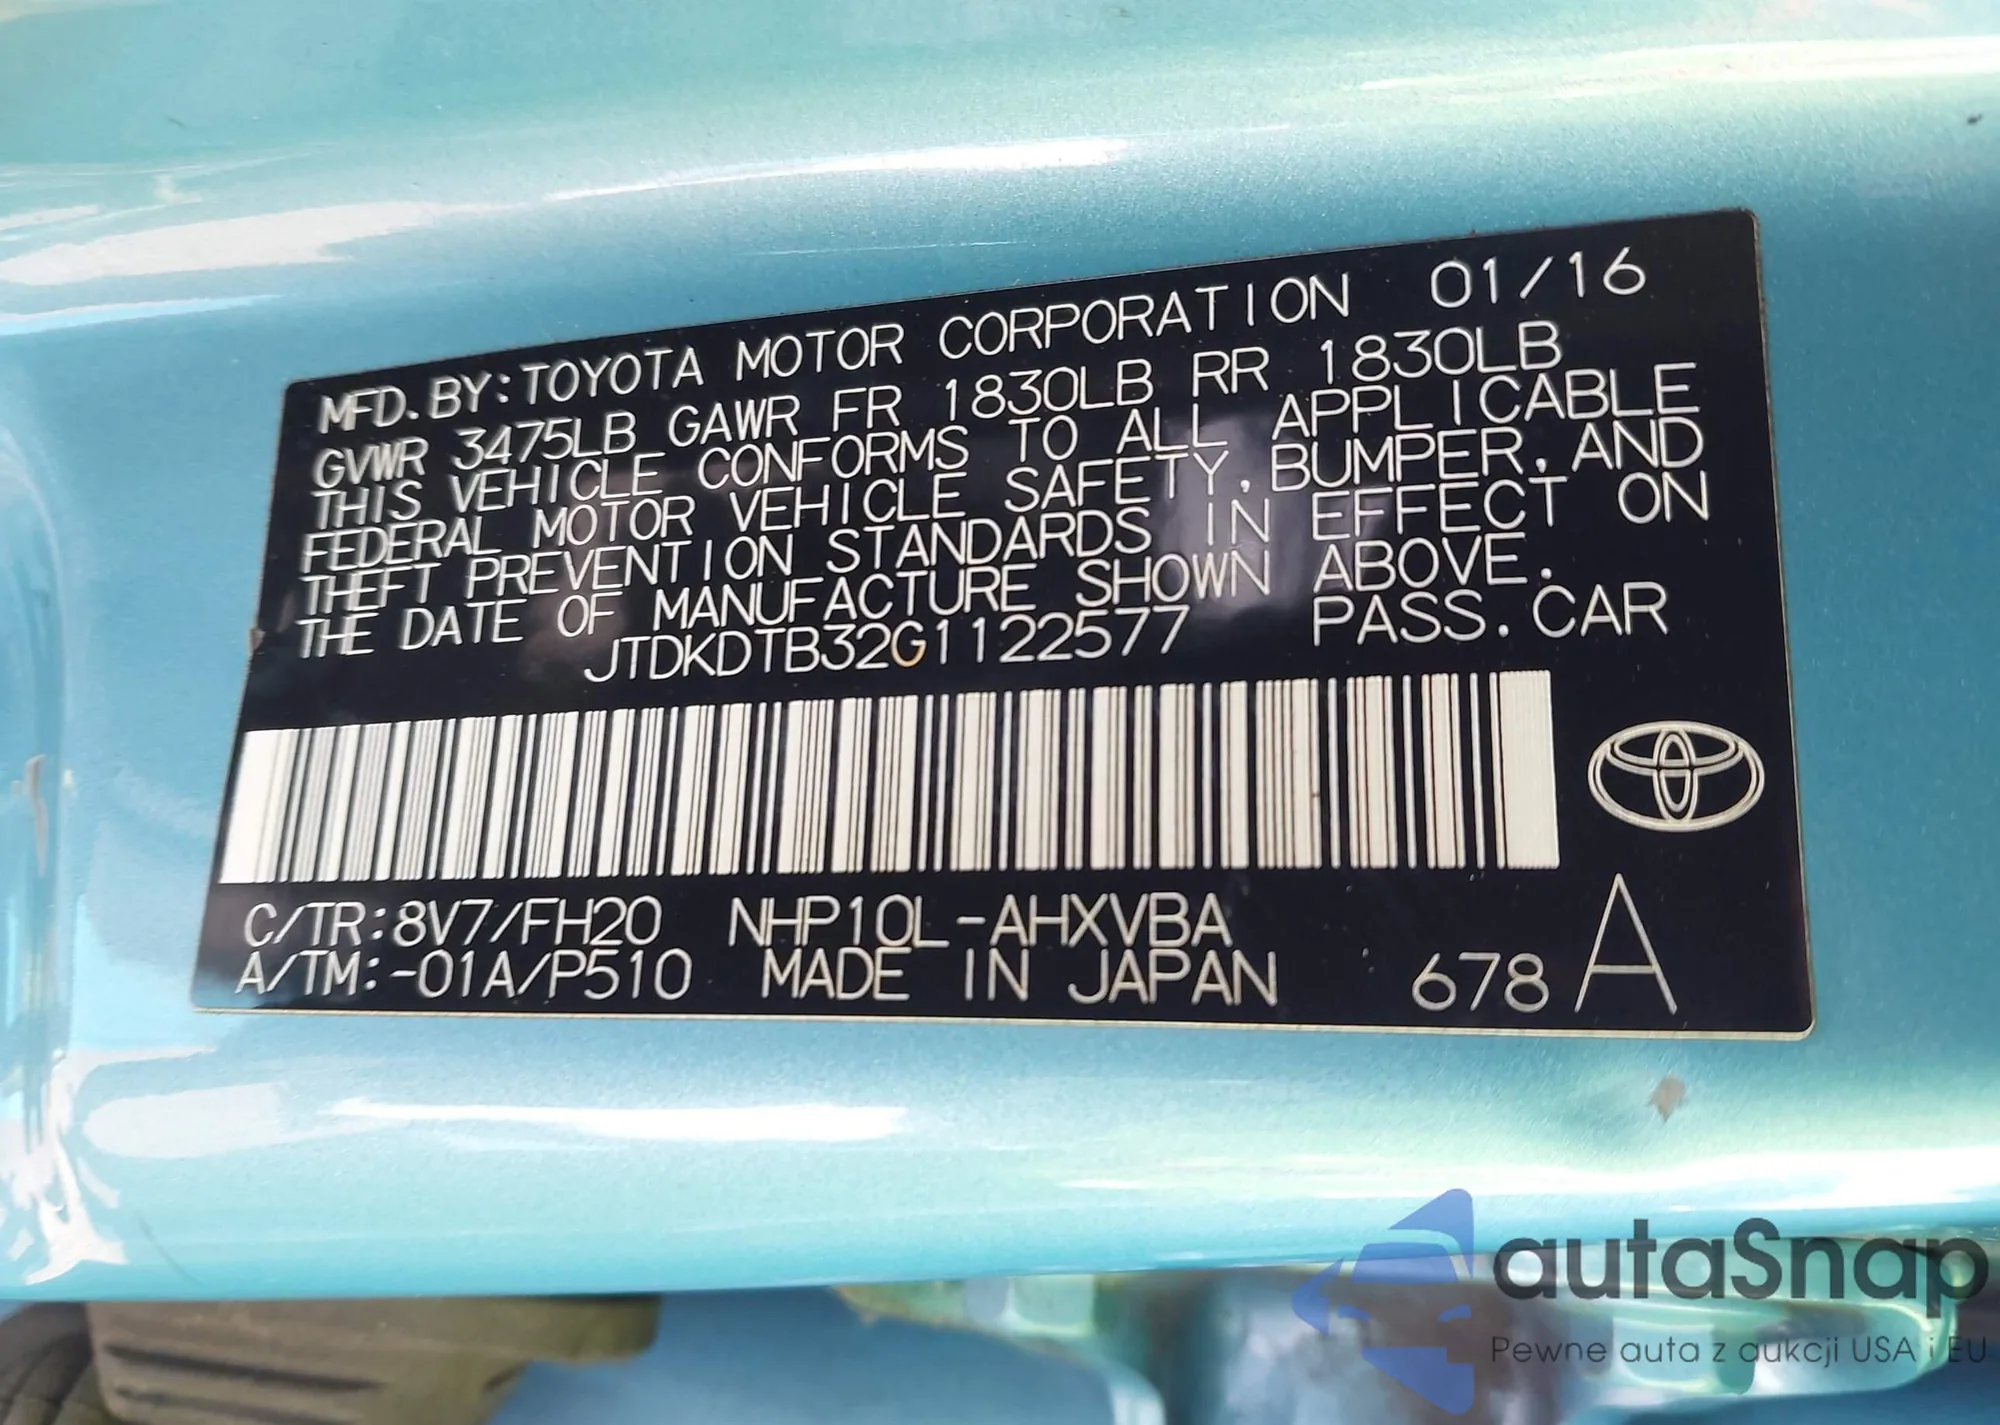 MFD. BY: TOYOTA MOTOR CORPORATION 01/16
GVWR 3475LB GAWR FR 1830LB RR 1830LB
THIS VEHICLE CONFORMS TO ALL APPLICABLE
FEDERAL MOTOR VEHICLE SAFETY, BUMPER, AND
THEFT PREVENTION STANDARDS IN EFFECT ON
THE DATE OF MANUFACTURE SHOWN ABOVE.
JTDKDTB32G1122577 PASS. CAR
C/TR:8V7/FH20 NHP10L-AHXVBA
A/TM:-01A/P510 MADE IN JAPAN 678 A
autaSnap
Pewne auta z aukcji USA i EU